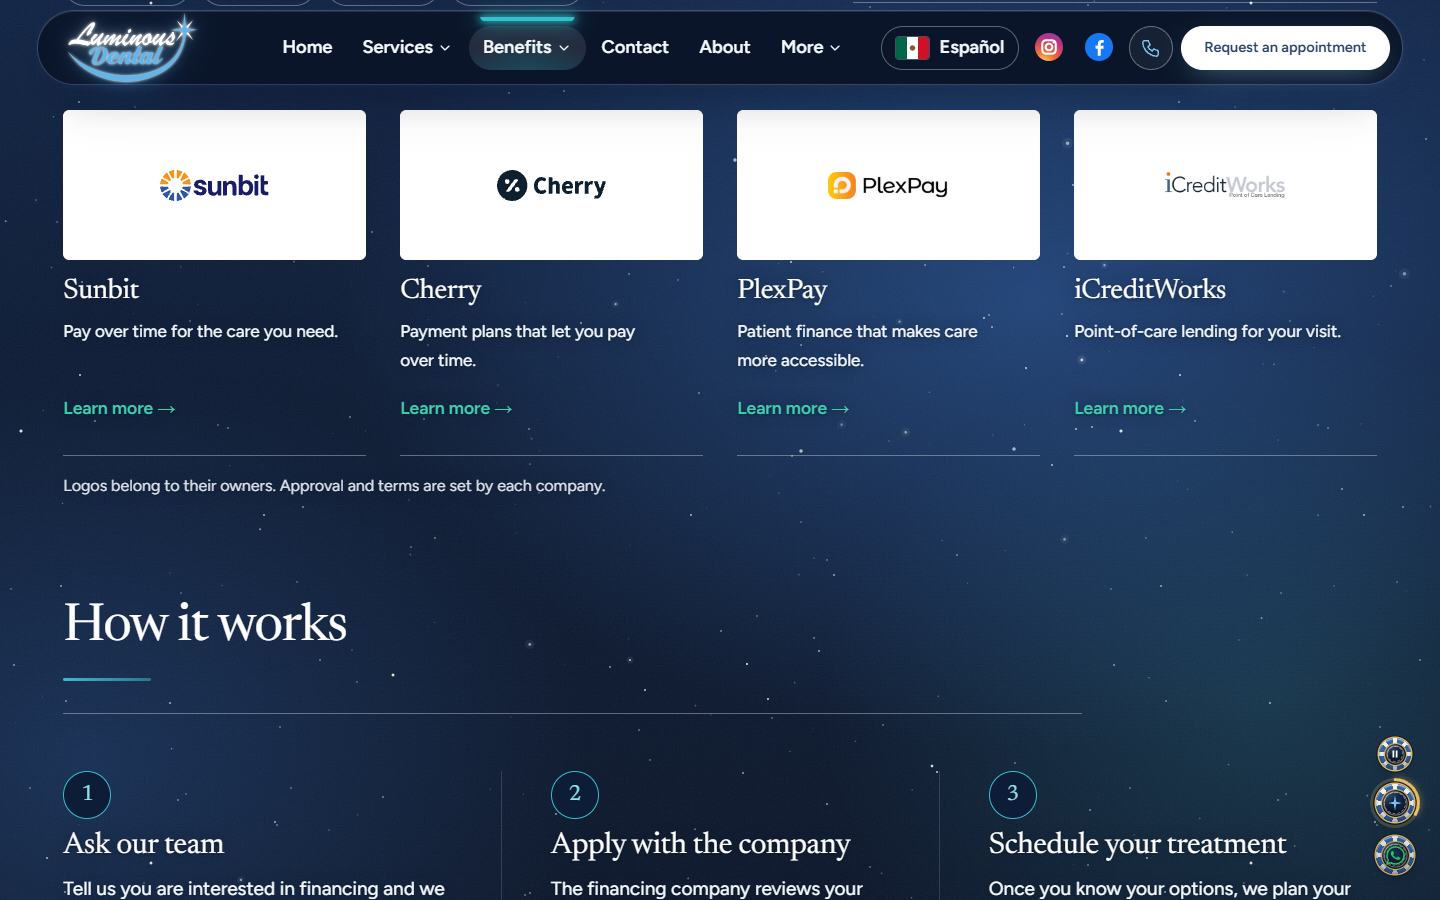 Luminous
Dental
Home
Services
Benefits
Contact
About
More
Español
Request an appointment
sunbit
Cherry
PlexPay
iCreditWorks
Point of Care Lending
Sunbit
Pay over time for the care you need.
Learn more →
Cherry
Payment plans that let you pay
over time.
Learn more →
PlexPay
Patient finance that makes care
more accessible.
Learn more →
iCreditWorks
Point-of-care lending for your visit.
Learn more →
Logos belong to their owners. Approval and terms are set by each company.
How it works
1
Ask our team
Tell us you are interested in financing and we
2
Apply with the company
The financing company reviews your
3
Schedule your treatment
Once you know your options, we plan your